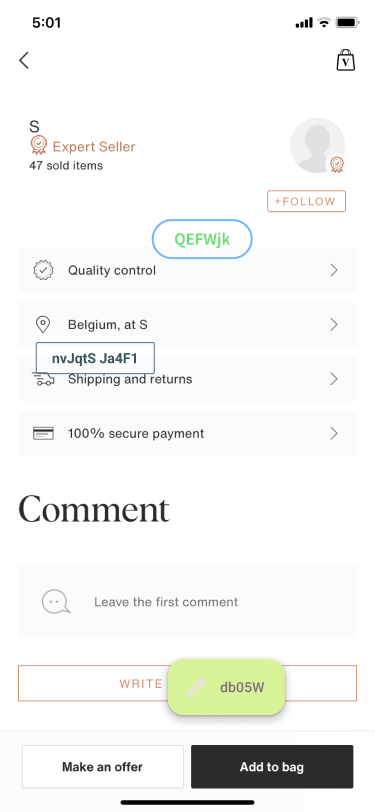 5:01
V
S
Expert Seller
47 sold items
+FOLLOW
QEFWjk
Quality control
Belgium, at S
nvJqtS Ja4F1
Shipping and returns
100% secure payment
Comment
Leave the first comment
WRITE
db05W
Make an offer
Add to bag